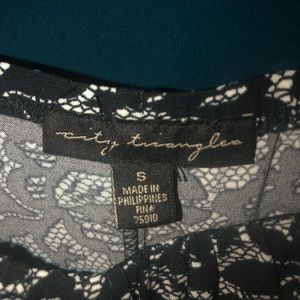 city triangles
S
MADE IN
PHILIPPINES
RN#
75010